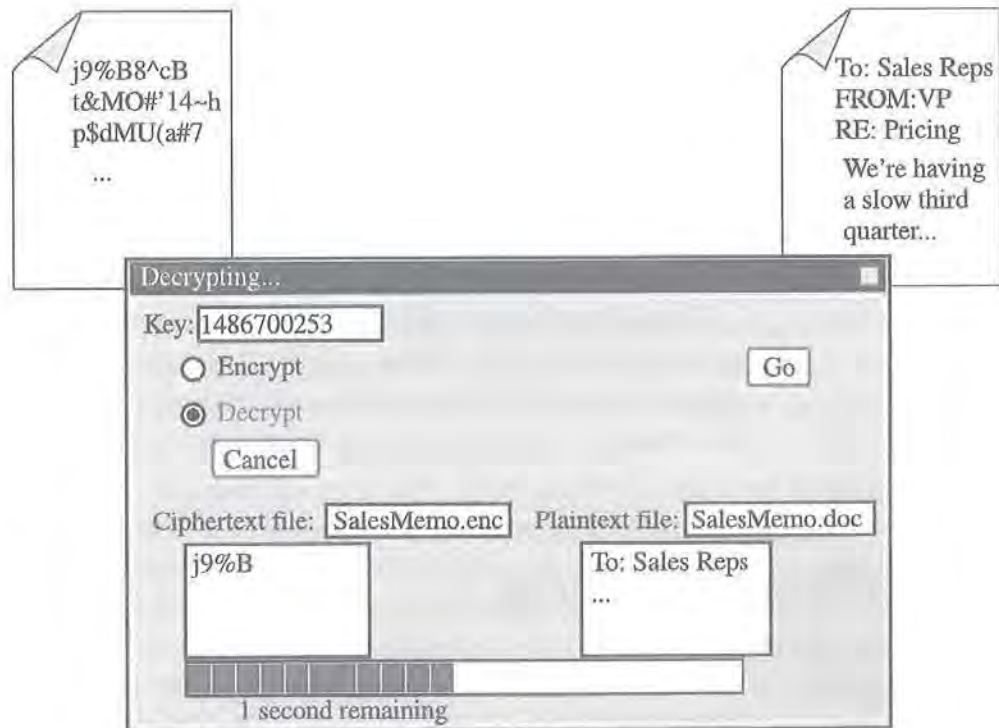 j9%B8^cB
t&MO#'14~h
p$dMU(a#7
...
To: Sales Reps
FROM:VP
RE: Pricing
We're having
a slow third
quarter...
Decrypting...
Key: 1486700253
Encrypt
Go
Decrypt
Cancel
Ciphertext file: SalesMemo.enc Plaintext file: SalesMemo.doc
j9%B
To: Sales Reps
...
1 second remaining